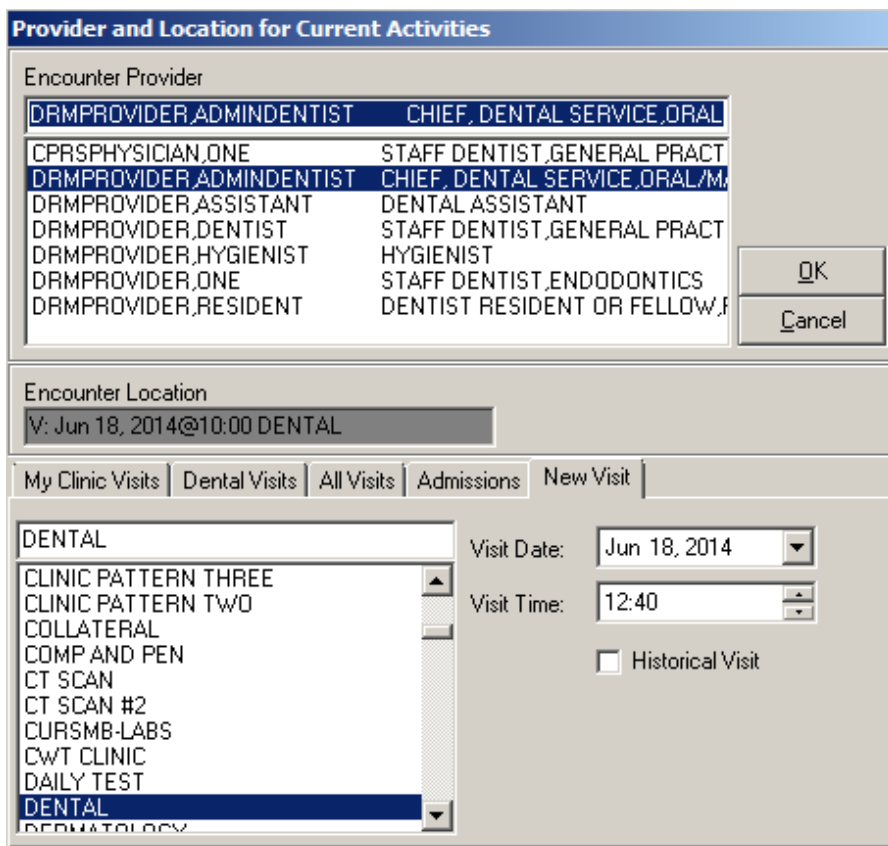 Provider and Location for Current Activities
Encounter Provider
DRMPROVIDER,ADMINDENTIST CHIEF, DENTAL SERVICE,ORAL
CPRSPHYSICIAN,ONE STAFF DENTIST,GENERAL PRACT
DRMPROVIDER,ADMINDENTIST CHIEF, DENTAL SERVICE,ORAL/MA
DRMPROVIDER,ASSISTANT DENTAL ASSISTANT
DRMPROVIDER,DENTIST STAFF DENTIST,GENERAL PRACT
DRMPROVIDER,HYGIENIST HYGIENIST
DRMPROVIDER,ONE STAFF DENTIST,ENDODONTICS
DRMPROVIDER,RESIDENT DENTIST RESIDENT OR FELLOW,
OK
Cancel
Encounter Location
V: Jun 18, 2014@10:00 DENTAL
My Clinic Visits Dental Visits All Visits Admissions New Visit
DENTAL
CLINIC PATTERN THREE
CLINIC PATTERN TWO
COLLATERAL
COMP AND PEN
CT SCAN
CT SCAN #2
CURSMB-LABS
CWT CLINIC
DAILY TEST
DENTAL
DERMATOLOGY
Visit Date: Jun 18, 2014
Visit Time: 12:40
Historical Visit